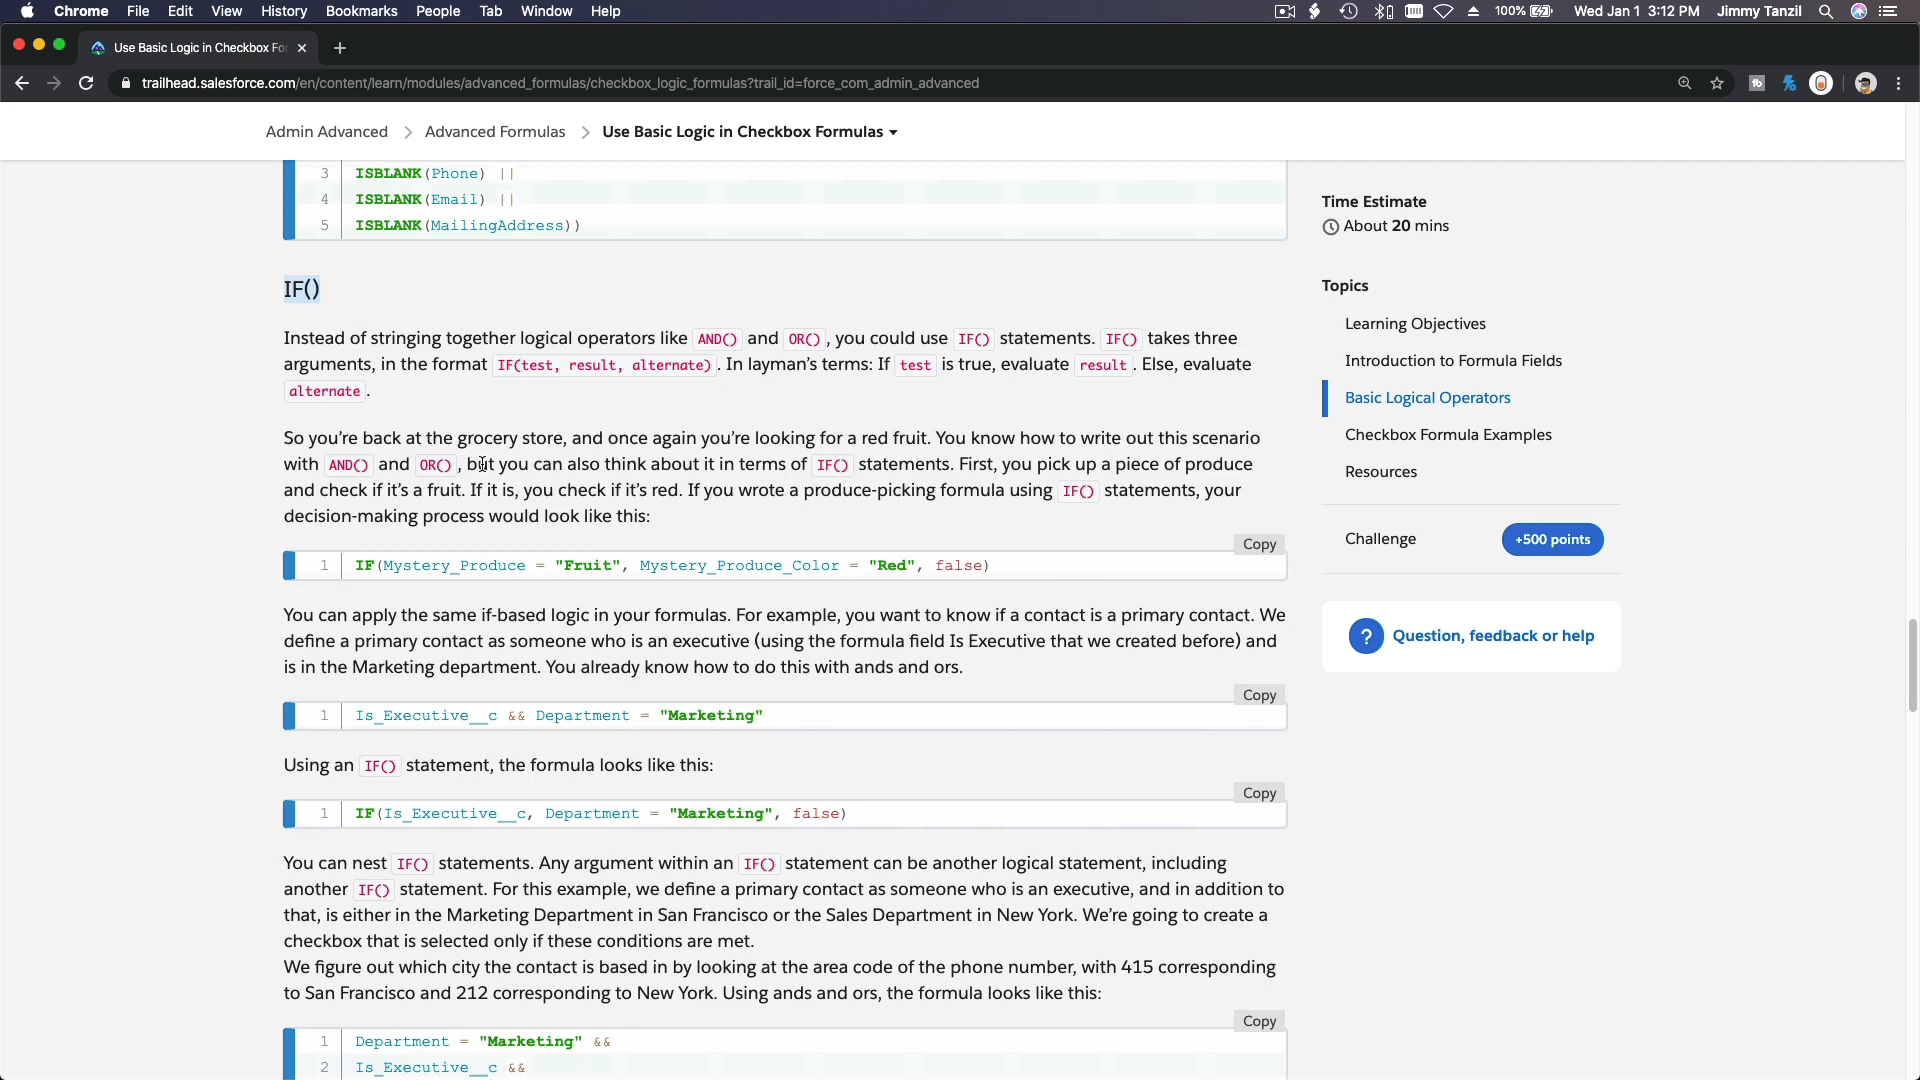 Chrome File Edit View History Bookmarks People Tab Window Help 100% Wed Jan 1 3:12 PM Jimmy Tanzil
Use Basic Logic in Checkbox Fo
trailhead.salesforce.com/en/content/learn/modules/advanced_formulas/checkbox_logic_formulas?trail_id=force_com_admin_advanced
Admin Advanced > Advanced Formulas > Use Basic Logic in Checkbox Formulas
3 ISBLANK(Phone) ||
4 ISBLANK(Email) ||
5 ISBLANK(MailingAddress))
IF()
Instead of stringing together logical operators like AND() and OR(), you could use IF() statements. IF() takes three
arguments, in the format IF(test, result, alternate). In layman’s terms: If test is true, evaluate result. Else, evaluate
alternate.
So you’re back at the grocery store, and once again you’re looking for a red fruit. You know how to write out this scenario
with AND() and OR(), but you can also think about it in terms of IF() statements. First, you pick up a piece of produce
and check if it’s a fruit. If it is, you check if it’s red. If you wrote a produce-picking formula using IF() statements, your
decision-making process would look like this:
Copy
1 IF(Mystery_Produce = "Fruit", Mystery_Produce_Color = "Red", false)
You can apply the same if-based logic in your formulas. For example, you want to know if a contact is a primary contact. We
define a primary contact as someone who is an executive (using the formula field Is Executive that we created before) and
is in the Marketing department. You already know how to do this with ands and ors.
Copy
1 Is_Executive__c && Department = "Marketing"
Using an IF() statement, the formula looks like this:
Copy
1 IF(Is_Executive__c, Department = "Marketing", false)
You can nest IF() statements. Any argument within an IF() statement can be another logical statement, including
another IF() statement. For this example, we define a primary contact as someone who is an executive, and in addition to
that, is either in the Marketing Department in San Francisco or the Sales Department in New York. We’re going to create a
checkbox that is selected only if these conditions are met.
We figure out which city the contact is based in by looking at the area code of the phone number, with 415 corresponding
to San Francisco and 212 corresponding to New York. Using ands and ors, the formula looks like this:
Copy
1 Department = "Marketing" &&
2 Is_Executive__c &&
Time Estimate
About 20 mins
Topics
Learning Objectives
Introduction to Formula Fields
Basic Logical Operators
Checkbox Formula Examples
Resources
Challenge +500 points
? Question, feedback or help